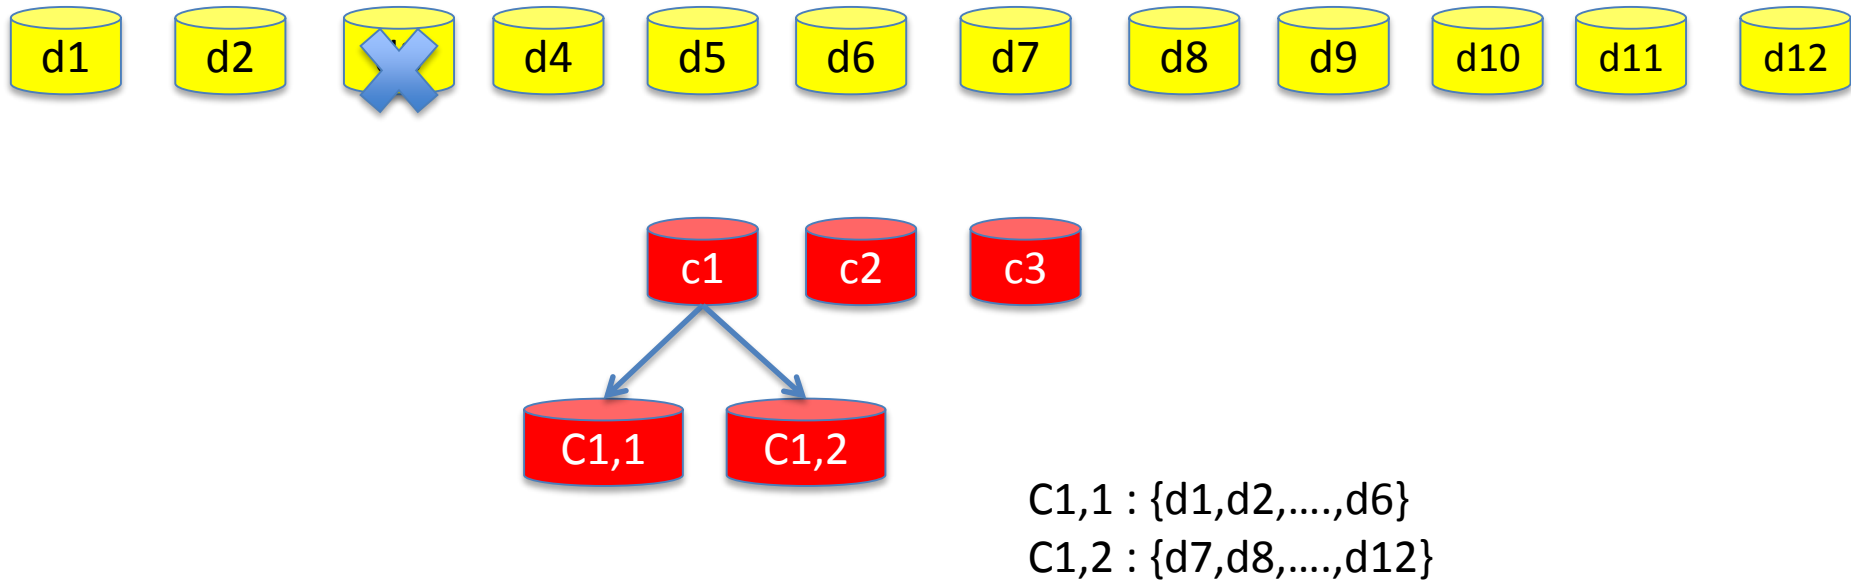 d1 d2 d4 d5 d6 d7 d8 d9 d10 d11 d12
c1 c2 c3
C1,1 C1,2
C1,1 : {d1,d2,....,d6}
C1,2 : {d7,d8,....,d12}